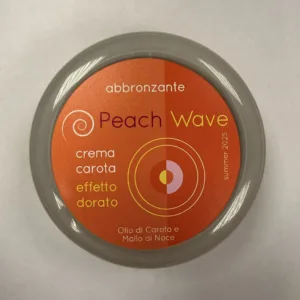 abbronzante
Peach Wave
crema
carota
effetto
dorato
summer 2023
Olio di Carota e
Mallo di Noce